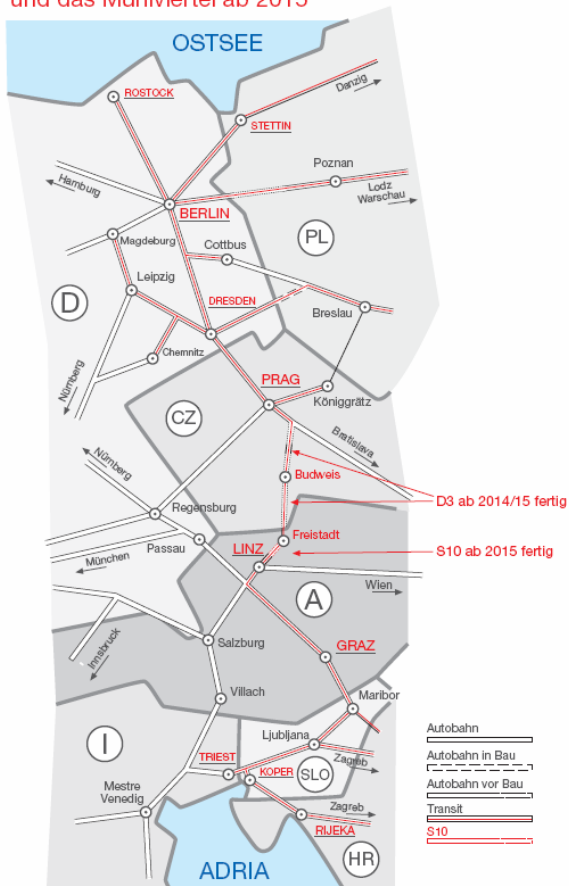 und das Mühlviertel ab 2015
OSTSEE
ROSTOCK
Danzig
STETTIN
Poznan
Hamburg
Lodz
Warschau
BERLIN
PL
Magdeburg
Cottbus
Leipzig
D
DRESDEN
Breslau
Chemnitz
PRAG
Nürnberg
Königgrätz
CZ
Bratislava
Nürnberg
Budweis
D3 ab 2014/15 fertig
Regensburg
Freistadt
Passau
LINZ
S10 ab 2015 fertig
München
Wien
A
Salzburg
GRAZ
Innsbruck
Villach
Maribor
I
Ljubljana
Zagreb
TRIEST
KOPER
SLO
Mestre
Venedig
Zagreb
RIJEKA
HR
ADRIA
Autobahn
Autobahn in Bau
Autobahn vor Bau
Transit
S10